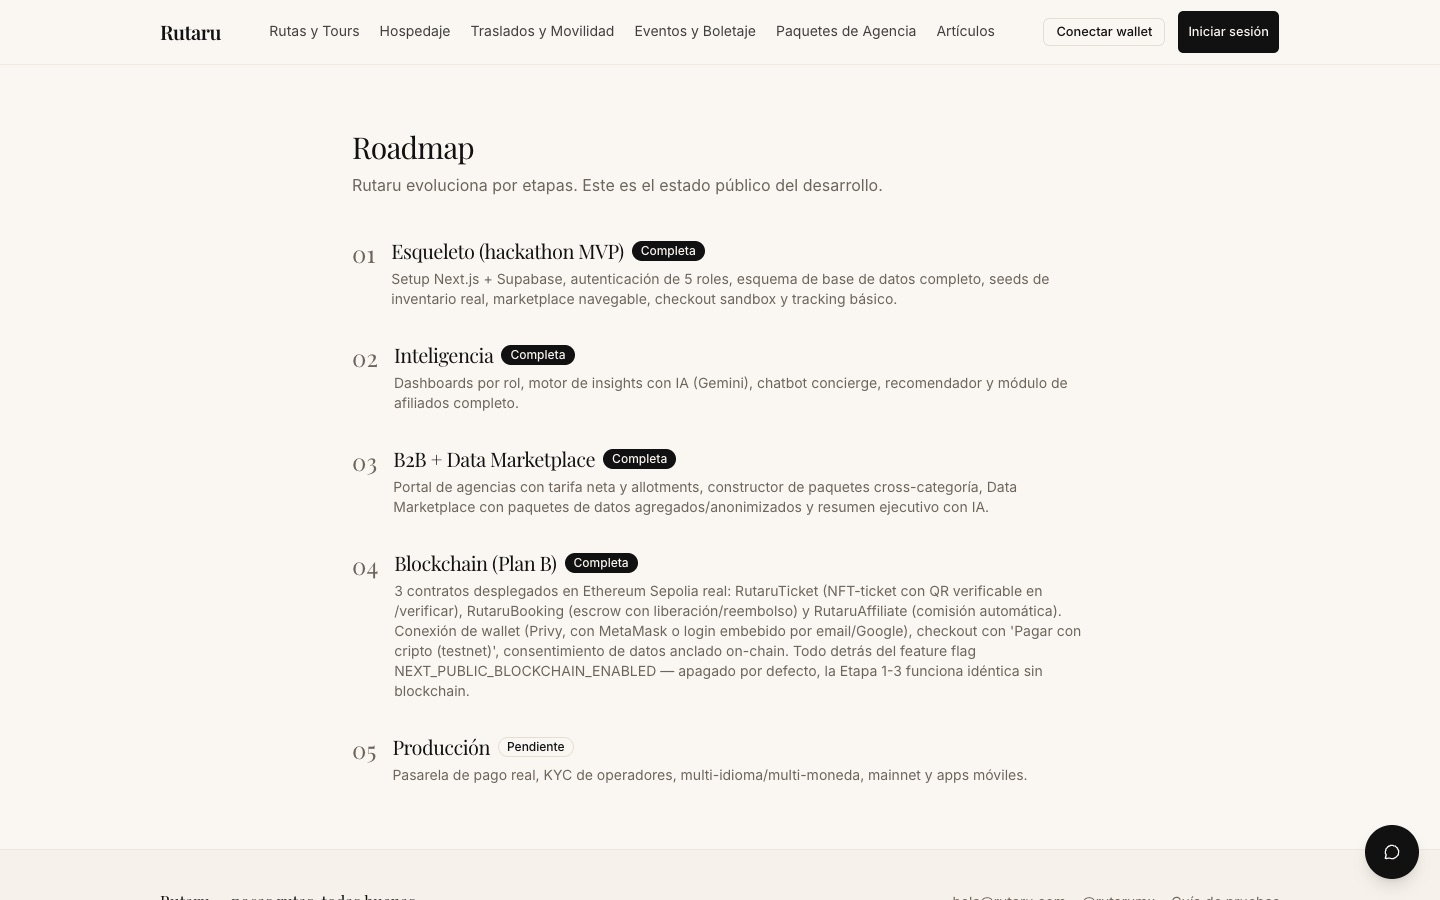 Rutaru
Rutas y Tours
Hospedaje
Traslados y Movilidad
Eventos y Boletaje
Paquetes de Agencia
Artículos
Conectar wallet
Iniciar sesión
Roadmap
Rutaru evoluciona por etapas. Este es el estado público del desarrollo.
01 Esqueleto (hackathon MVP) Completa
Setup Next.js + Supabase, autenticación de 5 roles, esquema de base de datos completo, seeds de
inventario real, marketplace navegable, checkout sandbox y tracking básico.
02 Inteligencia Completa
Dashboards por rol, motor de insights con IA (Gemini), chatbot concierge, recomendador y módulo de
afiliados completo.
03 B2B + Data Marketplace Completa
Portal de agencias con tarifa neta y allotments, constructor de paquetes cross-categoría, Data
Marketplace con paquetes de datos agregados/anonimizados y resumen ejecutivo con IA.
04 Blockchain (Plan B) Completa
3 contratos desplegados en Ethereum Sepolia real: RutaruTicket (NFT-ticket con QR verificable en
/verificar), RutaruBooking (escrow con liberación/reembolso) y RutaruAffiliate (comisión automática).
Conexión de wallet (Privy, con MetaMask o login embebido por email/Google), checkout con 'Pagar con
cripto (testnet)', consentimiento de datos anclado on-chain. Todo detrás del feature flag
NEXT_PUBLIC_BLOCKCHAIN_ENABLED — apagado por defecto, la Etapa 1-3 funciona idéntica sin
blockchain.
05 Producción Pendiente
Pasarela de pago real, KYC de operadores, multi-idioma/multi-moneda, mainnet y apps móviles.